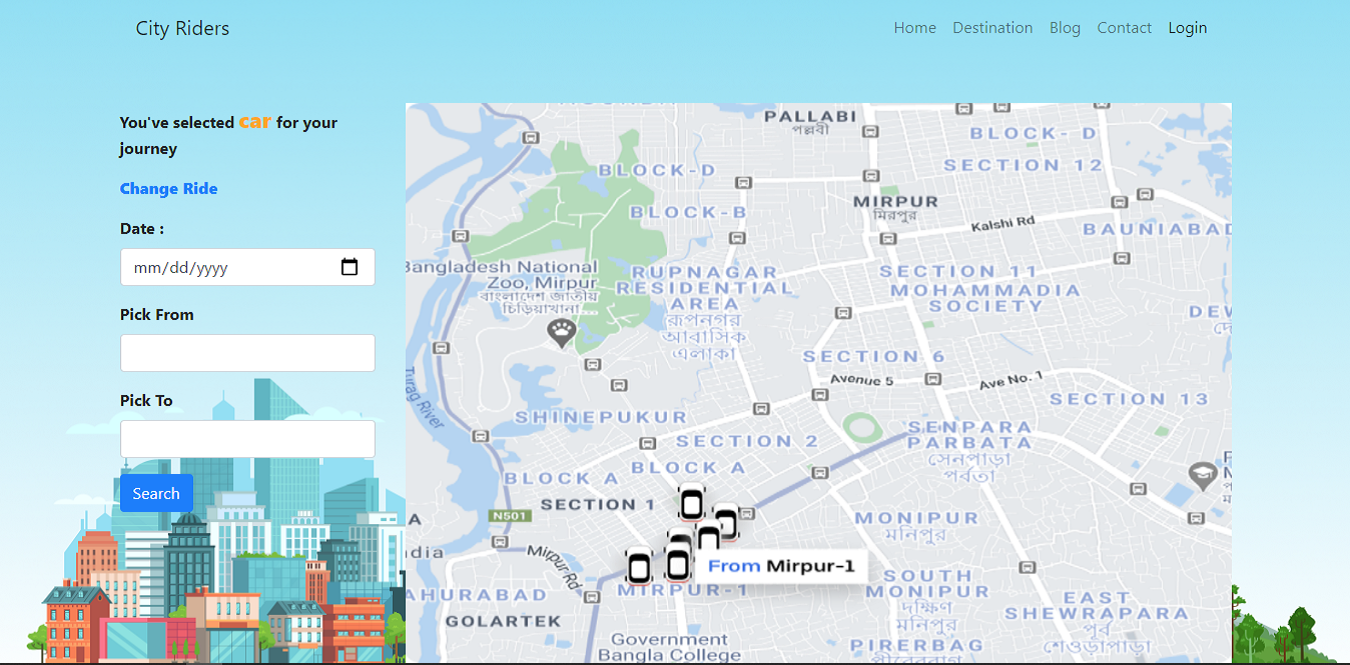 City Riders
Home Destination Blog Contact Login
You've selected car for your
journey
Change Ride
Date :
mm/dd/yyyy
Pick From
Pick To
Search
PALLABI
পল্লবী
BLOCK- D
SECTION 12
BLOCK-D
MIRPUR
মিরপুর
BLOCK-B
Kalshi Rd
BAUNIABAD
Bangladesh National
Zoo, Mirpur
বাংলাদেশ জাতীয়
চিড়িয়াখানা...
RUPNAGAR
RESIDENTIAL
AREA
রূপনগর
আবাসিক
এলাকা
SECTION 11
MOHAMMADIA
SOCIETY
SECTION 6
Avenue 5
Ave No. 1
SECTION 13
Turag River
SHINEPUKUR
SECTION 2
SENPARA
PARBATA
সেনপাড়া
পর্বতা
BLOCK A
BLOCK A
SECTION 1
N501
Mirpur Rd
MONIPUR
মনিপুর
From Mirpur-1
MIRPUR-1
AHURABAD
GOLARTEK
SOUTH
MONIPUR
দক্ষিণ
মনিপুর
EAST
SHEWRAPARA
পূর্ব
শেওড়াপাড়া
Government
Bangla College
PIRERBAG